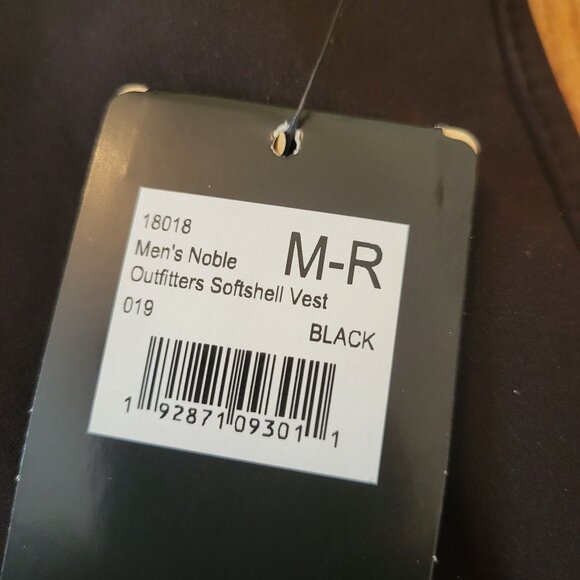 18018
Men's Noble
M-R
Outfitters Softshell Vest
019
BLACK
1 92871 09301 1